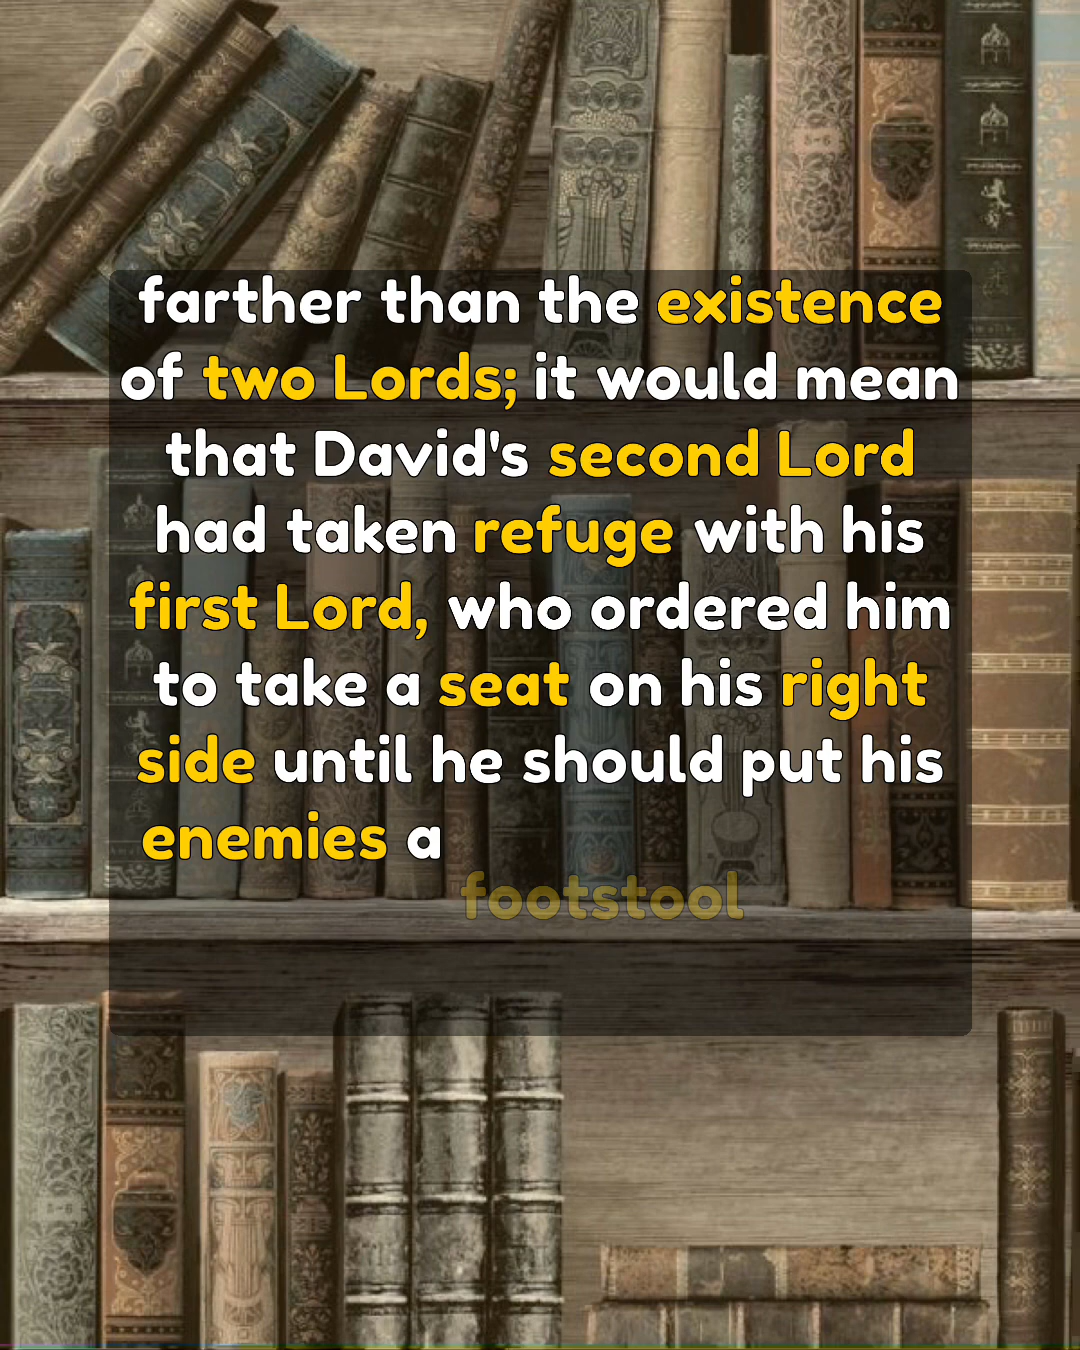 farther than the existence
of two Lords; it would mean
that David's second Lord
had taken refuge with his
first Lord, who ordered him
to take a seat on his right
side until he should put his
enemies a
footstool